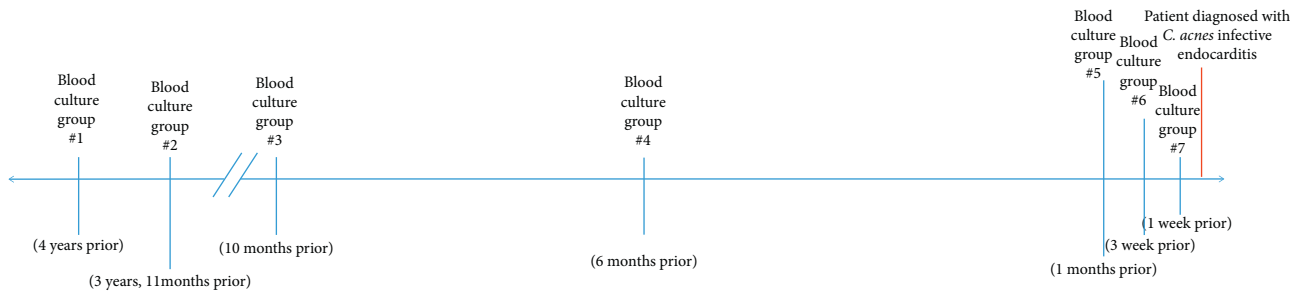 Blood
culture
group
#1
Blood
culture
group
#2
Blood
culture
group
#3
Blood
culture
group
#4
Blood
culture
group
#5
Blood
culture
group
#6
Blood
culture
group
#7
Patient diagnosed with
C. acnes infective
endocarditis
(4 years prior)
(3 years, 11months prior)
(10 months prior)
(6 months prior)
(1 months prior)
(3 week prior)
(1 week prior)